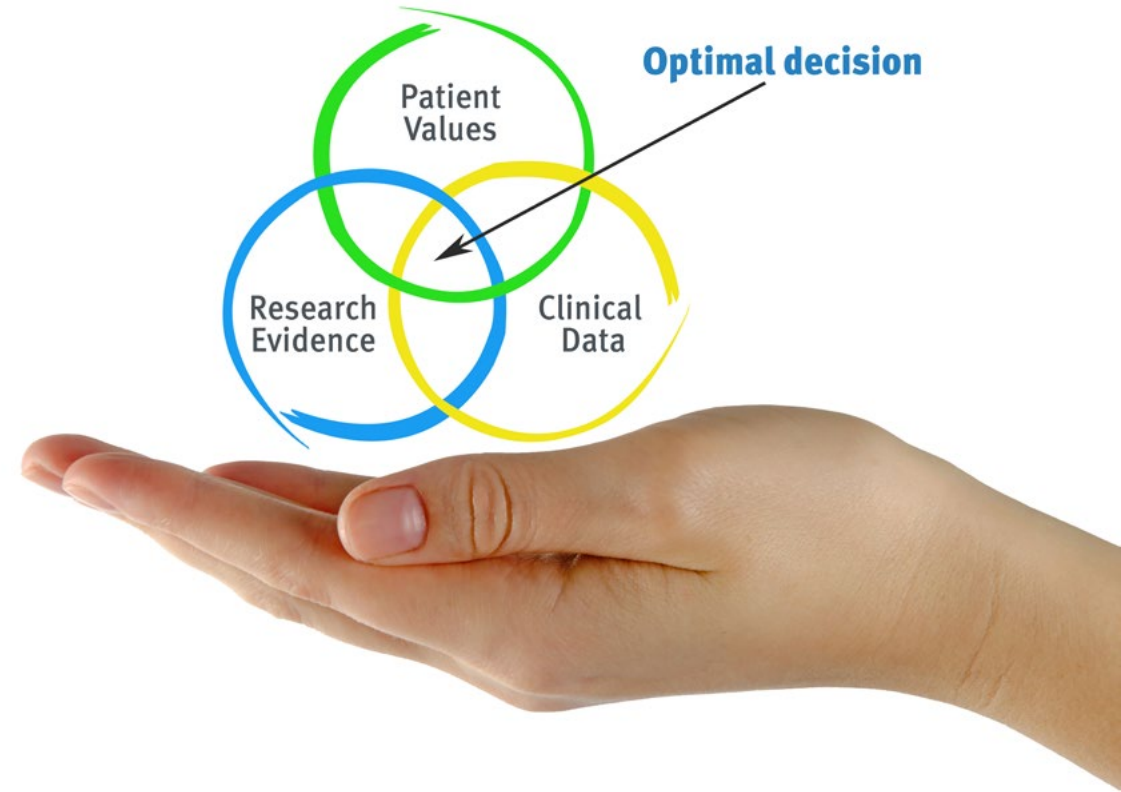 Optimal decision
Patient
Values
Research
Evidence
Clinical
Data